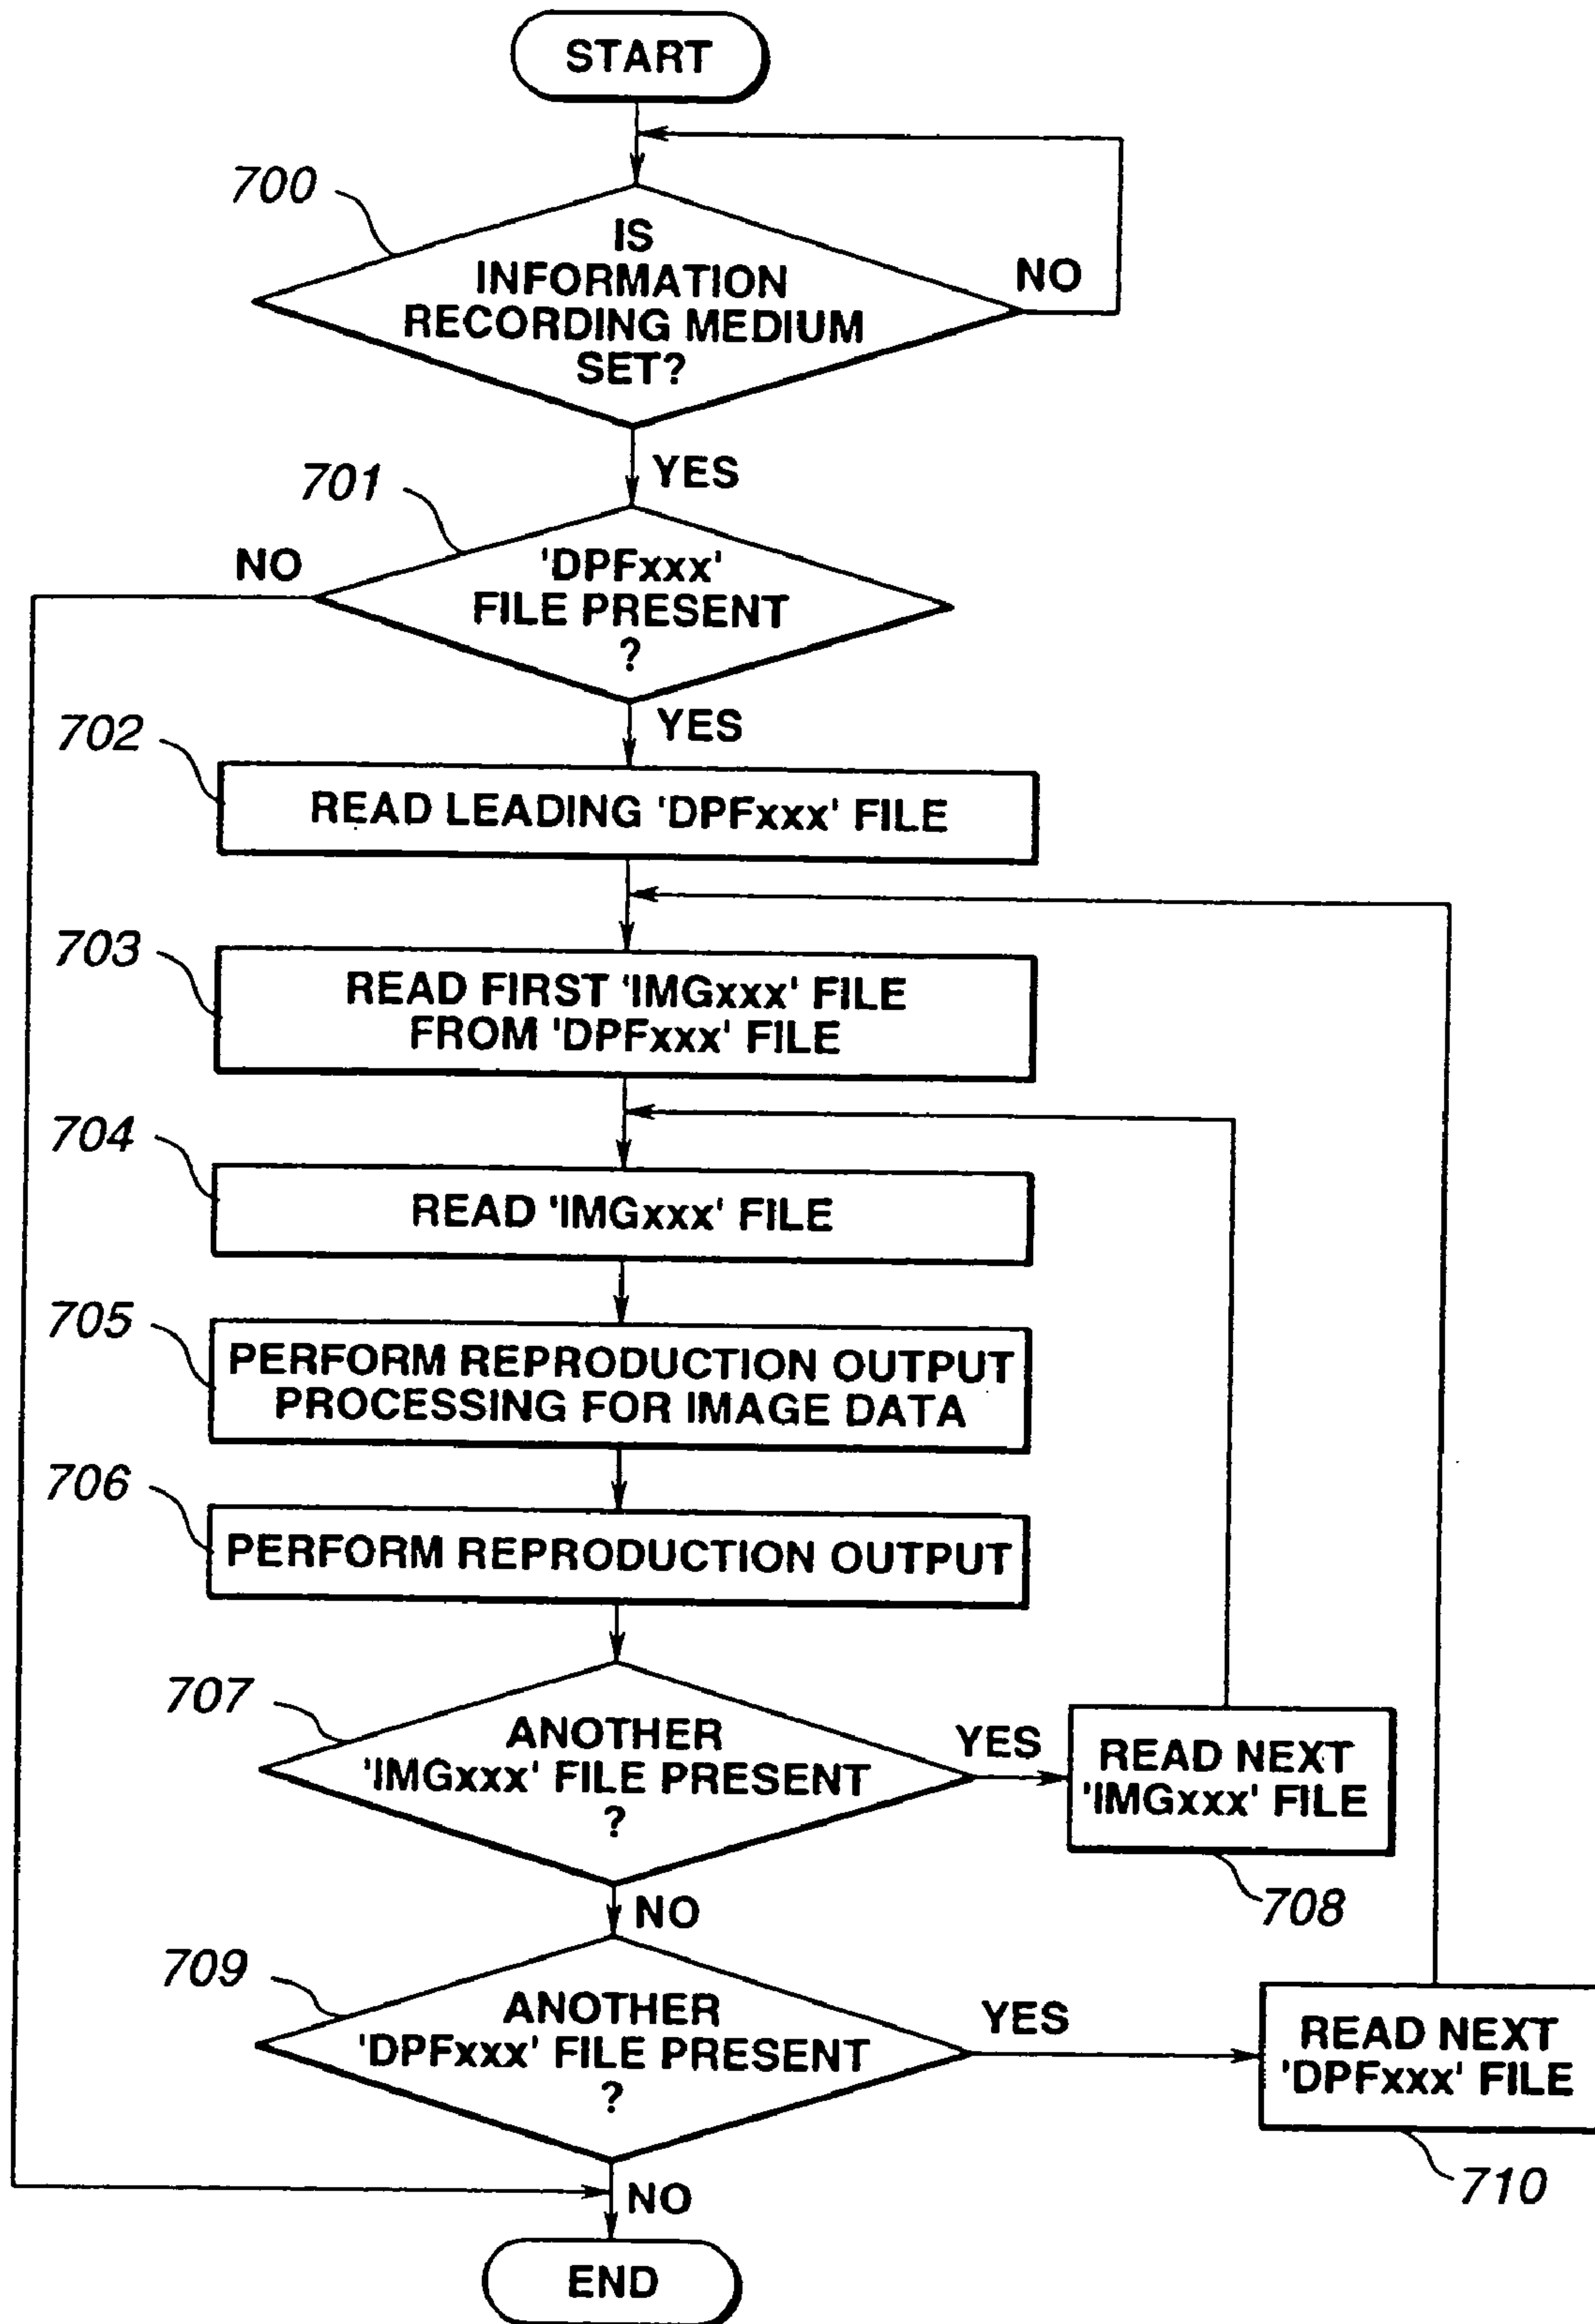 START
700
IS
INFORMATION
RECORDING MEDIUM
SET?
NO
YES
701
NO
'DPFxxx'
FILE PRESENT
?
YES
702
READ LEADING 'DPFxxx' FILE
703
READ FIRST 'IMGxxx' FILE
FROM 'DPFxxx' FILE
704
READ 'IMGxxx' FILE
705
PERFORM REPRODUCTION OUTPUT
PROCESSING FOR IMAGE DATA
706
PERFORM REPRODUCTION OUTPUT
707
ANOTHER
'IMGxxx' FILE PRESENT
?
YES
READ NEXT
'IMGxxx' FILE
708
NO
709
ANOTHER
'DPFxxx' FILE PRESENT
?
YES
READ NEXT
'DPFxxx' FILE
710
NO
END